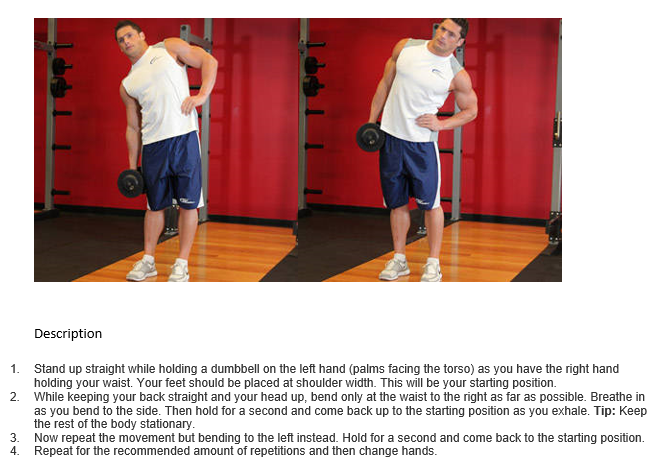 Description
1. Stand up straight while holding a dumbbell on the left hand (palms facing the torso) as you have the right hand
holding your waist. Your feet should be placed at shoulder width. This will be your starting position.
2. While keeping your back straight and your head up, bend only at the waist to the right as far as possible. Breathe in
as you bend to the side. Then hold for a second and come back up to the starting position as you exhale. Tip: Keep
the rest of the body stationary.
3. Now repeat the movement but bending to the left instead. Hold for a second and come back to the starting position.
4. Repeat for the recommended amount of repetitions and then change hands.